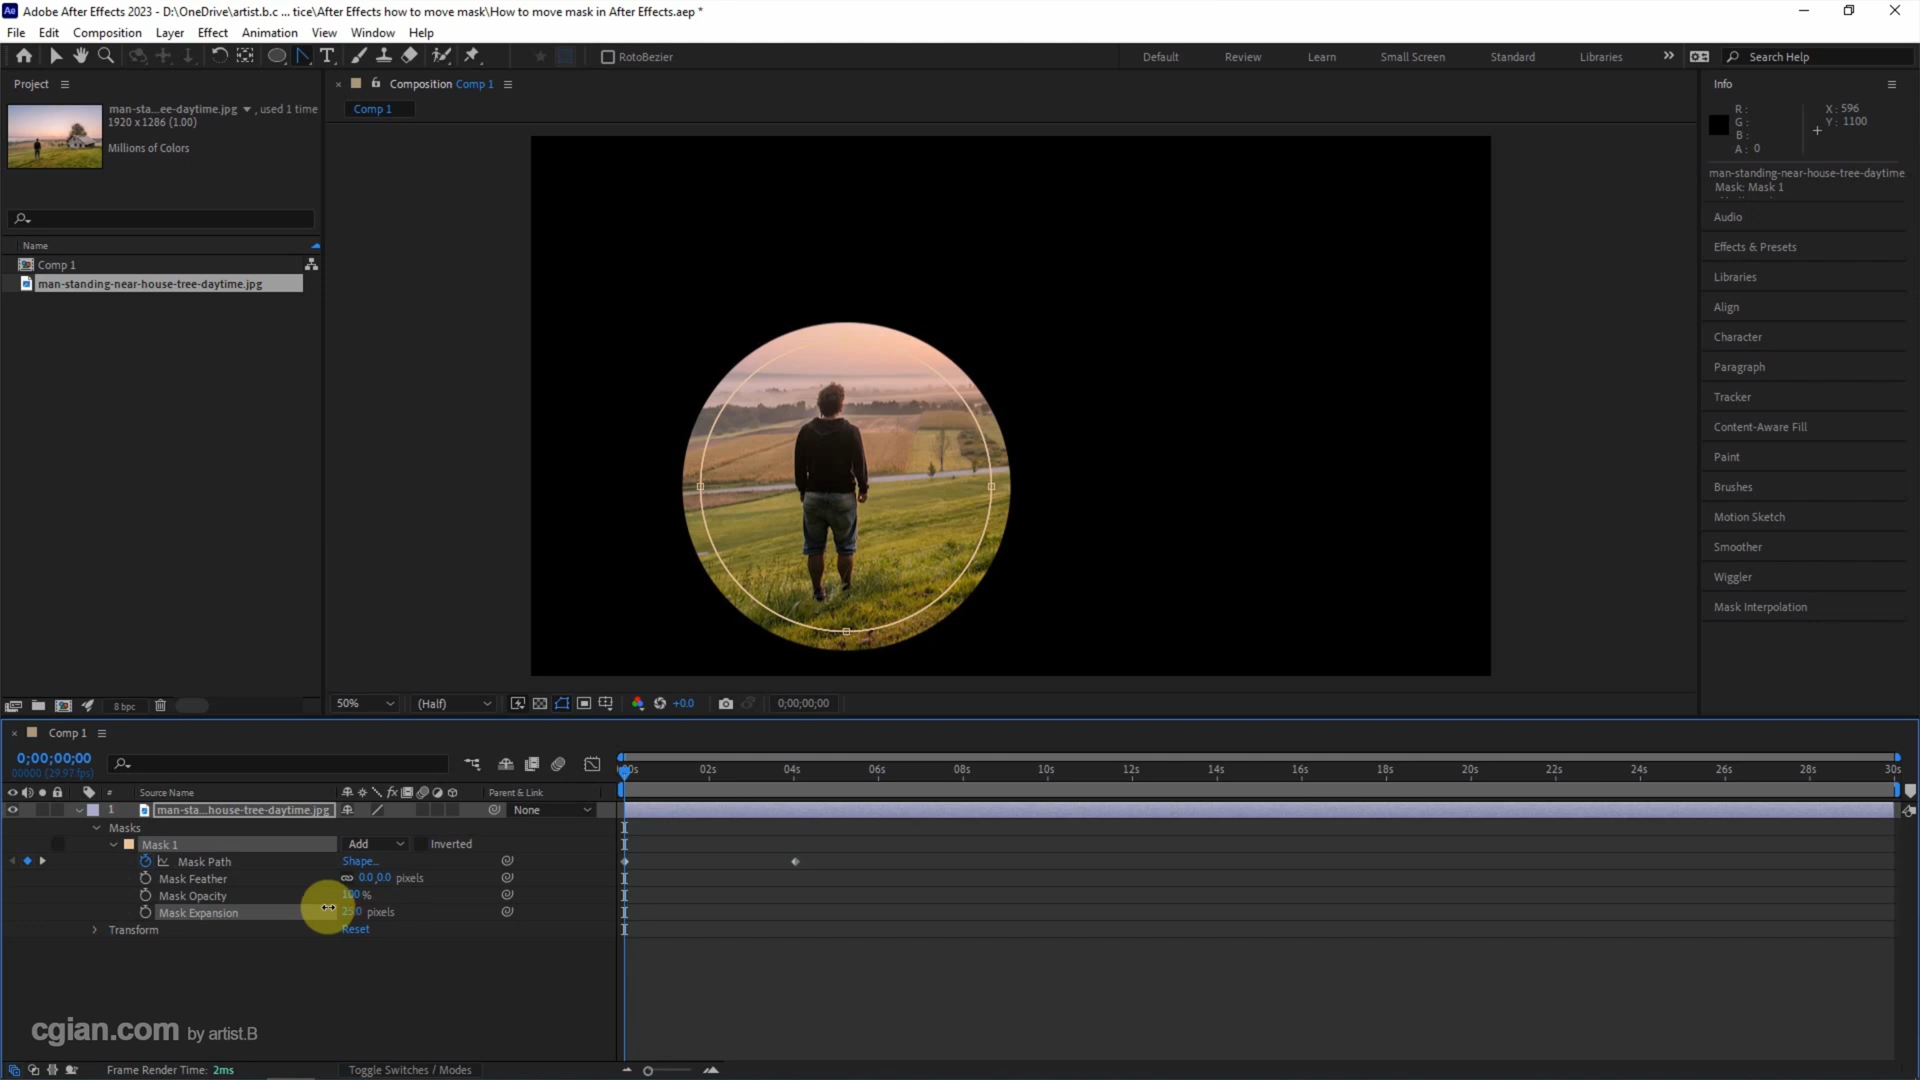 Adobe After Effects 2023 - D:\OneDrive\artist.b.c ... tice\After Effects how to move mask\How to move mask in After Effects.aep *
File Edit Composition Layer Effect Animation View Window Help
RotoBezier
Default Review Learn Small Screen Standard Libraries
Search Help
Project
man-sta...ee-daytime.jpg , used 1 time
1920 x 1286 (1.00)
Millions of Colors
Name
Comp 1
man-standing-near-house-tree-daytime.jpg
8 bpc
Composition Comp 1
Comp 1
50% (Half) +0.0 0;00;00;00
Info
R :
G :
B :
A : 0
X : 596
Y : 1100
man-standing-near-house-tree-daytime
Mask: Mask 1
Audio
Effects & Presets
Libraries
Align
Character
Paragraph
Tracker
Content-Aware Fill
Paint
Brushes
Motion Sketch
Smoother
Wiggler
Mask Interpolation
Comp 1
0;00;00;00
00000 (29.97 fps)
02s 04s 06s 08s 10s 12s 14s 16s 18s 20s 22s 24s 26s 28s 30s
# Source Name Parent & Link
1 man-sta...house-tree-daytime.jpg None
Masks
Mask 1 Add Inverted
Mask Path Shape...
Mask Feather 0.0,0.0 pixels
Mask Opacity 100 %
Mask Expansion pixels
Transform Reset
cgian.com by artist.B
Frame Render Time: 2ms Toggle Switches / Modes